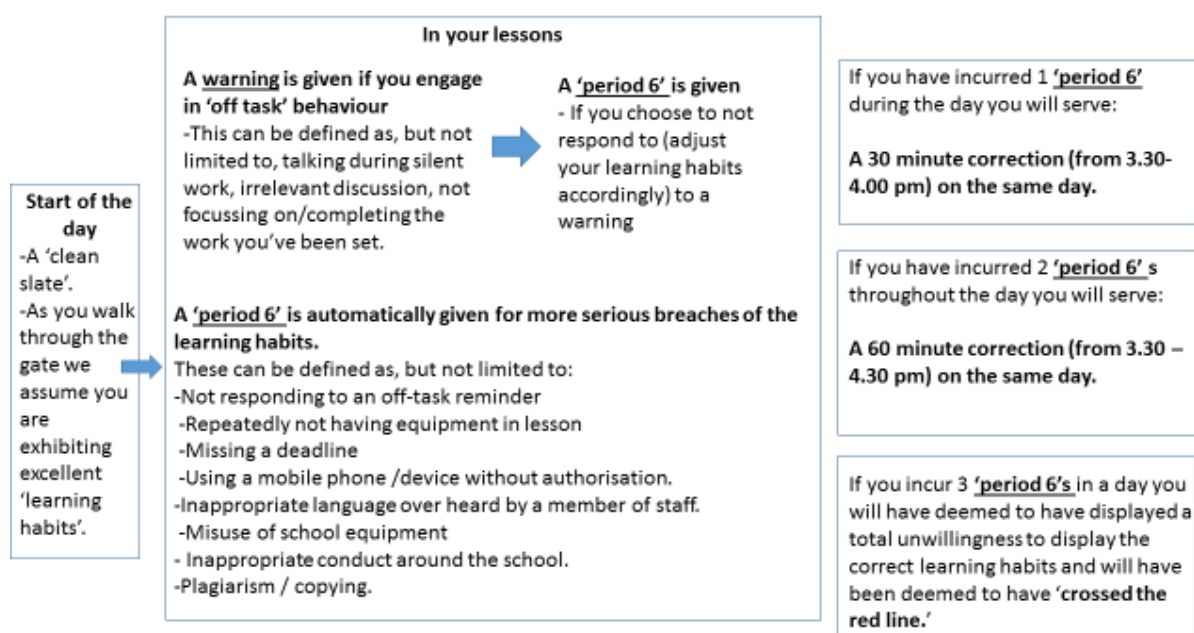 Start of the
day
-A ‘clean
slate’.
-As you walk
through the
gate we
assume you
are
exhibiting
excellent
‘learning
habits’.
In your lessons
A warning is given if you engage
in ‘off task’ behaviour
-This can be defined as, but not
limited to, talking during silent
work, irrelevant discussion, not
focussing on/completing the
work you’ve been set.
A ‘period 6’ is given
- If you choose to not
respond to (adjust
your learning habits
accordingly) to a
warning
A ‘period 6’ is automatically given for more serious breaches of the
learning habits.
These can be defined as, but not limited to:
-Not responding to an off-task reminder
-Repeatedly not having equipment in lesson
-Missing a deadline
-Using a mobile phone /device without authorisation.
-Inappropriate language over heard by a member of staff.
-Misuse of school equipment
- Inappropriate conduct around the school.
-Plagiarism / copying.
If you have incurred 1 ‘period 6’
during the day you will serve:
A 30 minute correction (from 3.30-
4.00 pm) on the same day.
If you have incurred 2 ‘period 6’ s
throughout the day you will serve:
A 60 minute correction (from 3.30 –
4.30 pm) on the same day.
If you incur 3 ‘period 6’s in a day you
will have deemed to have displayed a
total unwillingness to display the
correct learning habits and will have
been deemed to have ‘crossed the
red line.’